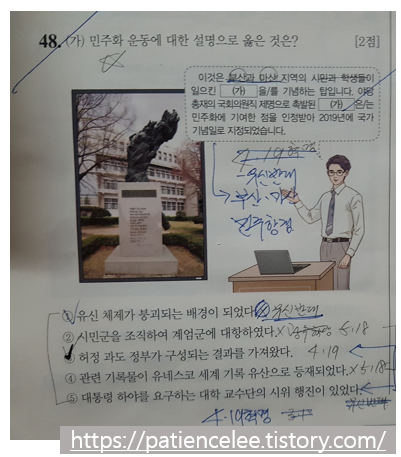 48. (가) 민주화 운동에 대한 설명으로 옳은 것은? [2점]
이것은 부산과 마산 지역의 시민과 학생들이
일으킨 (가) 을/를 기념하는 탑입니다. 야당
총재의 국회의원직 제명으로 촉발된 (가) 은/는
민주화에 기여한 점을 인정받아 2019년에 국가
기념일로 지정되었습니다.
유신반대
부산·마산
민주항쟁
① 유신 체제가 붕괴되는 배경이 되었다. 유신반대
② 시민군을 조직하여 계엄군에 대항하였다. 5.18
③ 허정 과도 정부가 구성되는 결과를 가져왔다. 4.19
④ 관련 기록물이 유네스코 세계 기록 유산으로 등재되었다. 5.18
⑤ 대통령 하야를 요구하는 대학 교수단의 시위 행진이 있었다.
https://patiencelee.tistory.com/